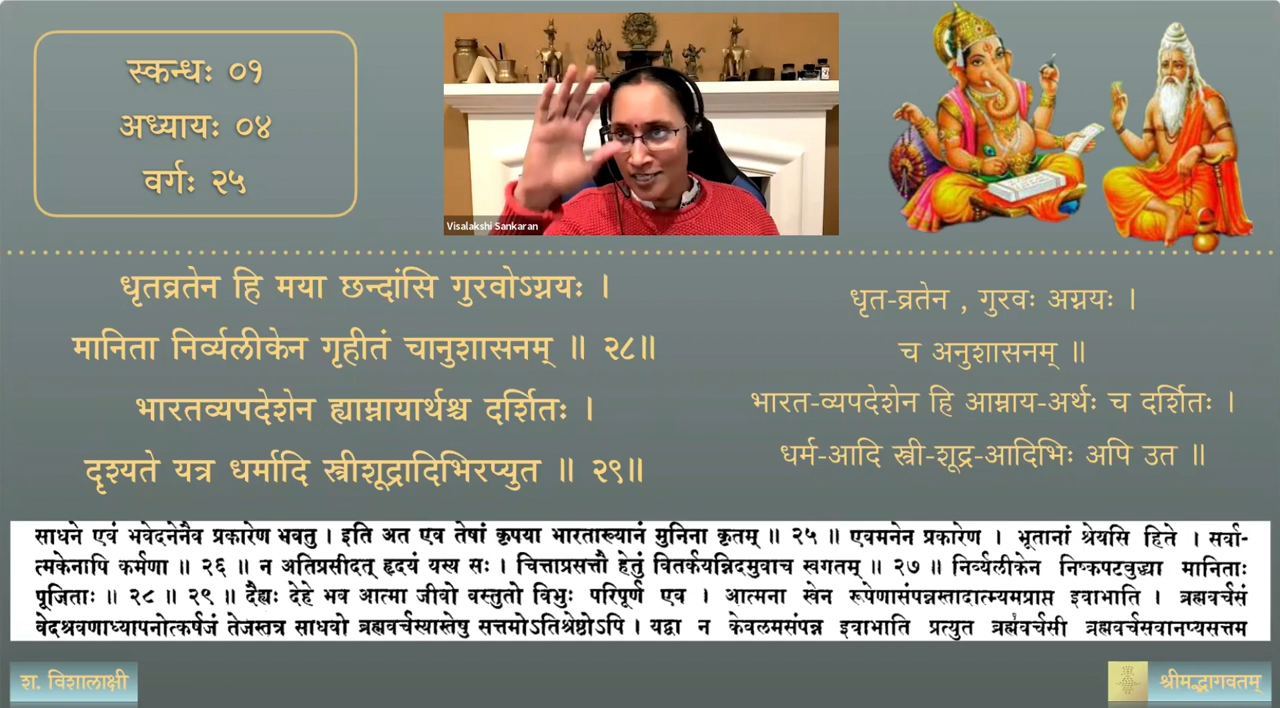 स्कन्धः ०१
अध्यायः ०४
वर्गः २५
Visalakshi Sankaran
धृतव्रतेन हि मया छन्दांसि गुरवोऽग्नयः ।
मानिता निर्व्यलीकेन गृहीतं चानुशासनम् ॥ २८॥
भारतव्यपदेशेन ह्याम्नायार्थश्च दर्शितः ।
दृश्यते यत्र धर्मादि स्त्रीशूद्रादिभिरप्युत ॥ २९॥
धृत-व्रतेन , गुरवः अग्नयः ।
च अनुशासनम् ॥
भारत-व्यपदेशेन हि आम्नाय-अर्थः च दर्शितः ।
धर्म-आदि स्त्री-शूद्र-आदिभिः अपि उत ॥
साधने एवं भवेदनेनैव प्रकारेण भवतु । इति अत एव तेषां कृपया भारताख्यानं मुनिना कृतम् ॥ २५ ॥ एवमनेन प्रकारेण । भूतानां श्रेयसि हिते । सर्वा-
त्मकेनापि कर्मणा ॥ २६ ॥ न अतिप्रसीदत् हृदयं यस्य सः । चित्ताप्रसत्तौ हेतुं वितर्कयन्निदमुवाच स्वगतम् ॥ २७ ॥ निर्व्यलीकेन निष्कपटबुद्ध्या मानिताः
पूजिताः ॥ २८ ॥ २९ ॥ दैह्यः देहे भव आत्मा जीवो वस्तुतो विभुः परिपूर्ण एव । आत्मना स्वेन रूपेणासंपन्नस्तादात्म्यमप्राप्त इवाभाति । ब्रह्मवर्चसं
वेदश्रवणाध्यापनोत्कर्षजं तेजस्तत्र साधवो ब्रह्मवर्चस्यास्तेषु सत्तमोऽतिश्रेष्ठोऽपि । यद्वा न केवलमसंपन्न इवाभाति प्रत्युत ब्रह्मवर्चसी ब्रह्मवर्चसवानप्यसत्तम
श. विशालाक्षी
श्रीमद्भागवतम्